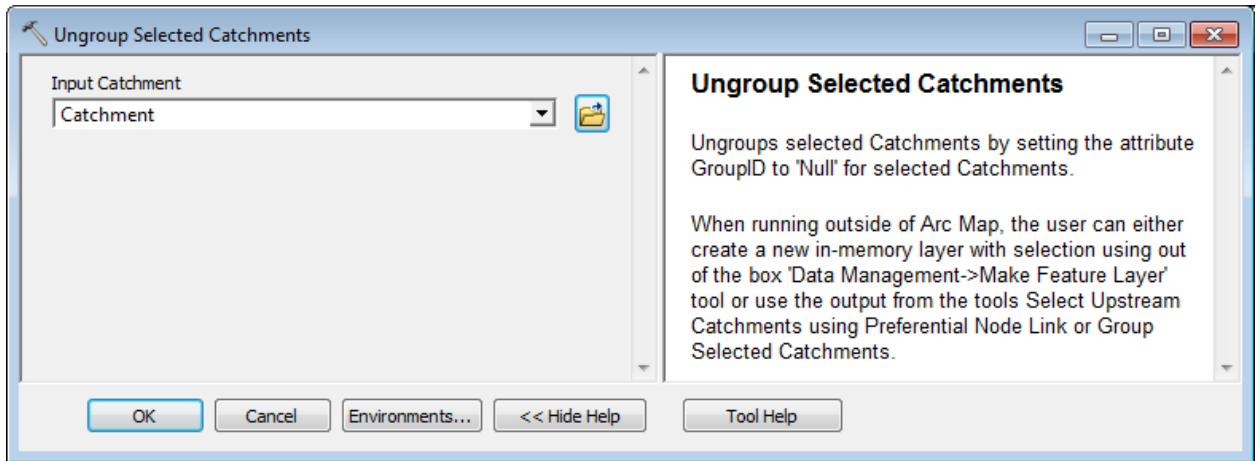 Ungroup Selected Catchments
Input Catchment
Catchment
Ungroup Selected Catchments
Ungroups selected Catchments by setting the attribute
GroupID to 'Null' for selected Catchments.
When running outside of Arc Map, the user can either
create a new in-memory layer with selection using out
of the box 'Data Management->Make Feature Layer'
tool or use the output from the tools Select Upstream
Catchments using Preferential Node Link or Group
Selected Catchments.
OK
Cancel
Environments...
<< Hide Help
Tool Help